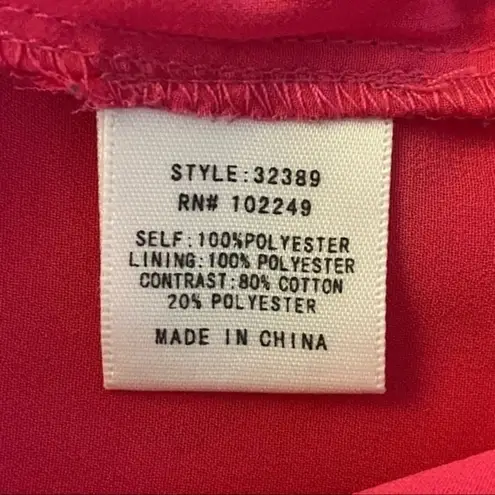 STYLE:32389
RN# 102249
SELF:100%POLYESTER
LINING:100% POLYESTER
CONTRAST:80% COTTON
20% POLYESTER
MADE IN CHINA